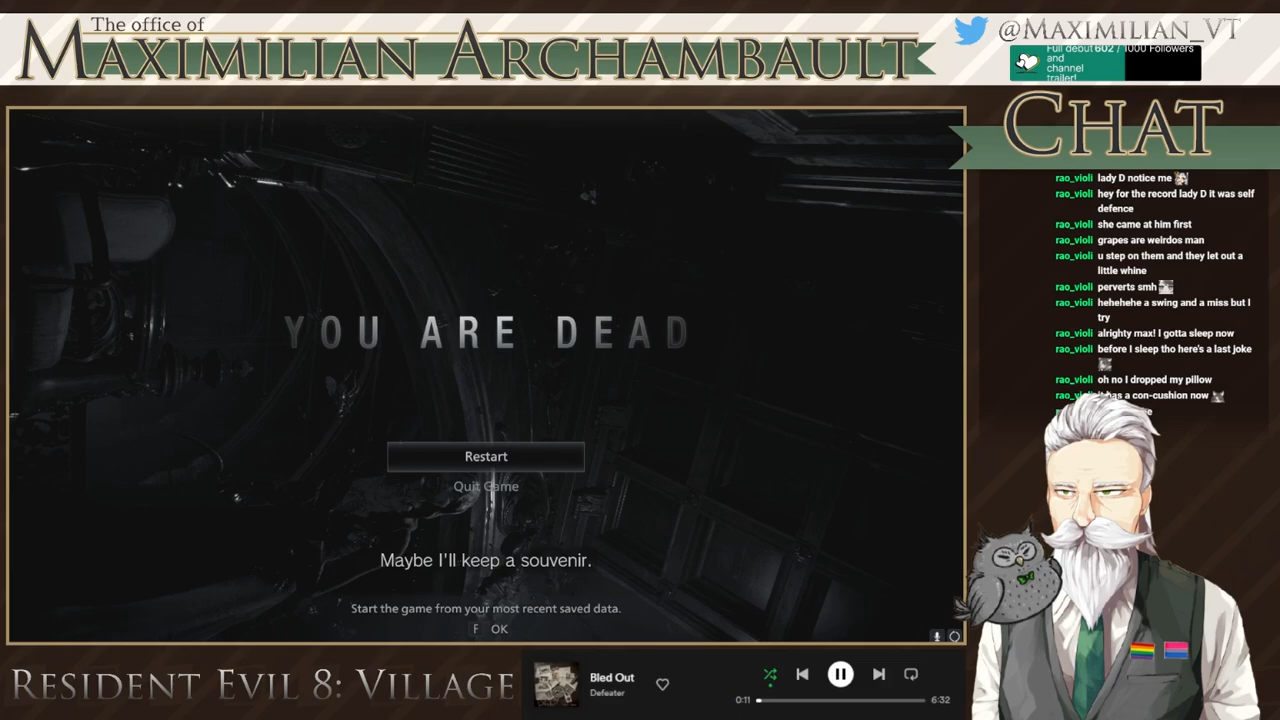 The office of
MAXIMILIAN ARCHAMBAULT
@MAXIMILIAN_VT
Full debut 602 / 1000 Followers
and
channel
trailer!
CHAT
rao_violi lady D notice me
rao_violi hey for the record lady D it was self
defence
rao_violi she came at him first
rao_violi grapes are weirdos man
rao_violi u step on them and they let out a
little whine
rao_violi perverts smh
rao_violi hehehehe a swing and a miss but I
try
rao_violi alrighty max! I gotta sleep now
rao_violi before I sleep tho here's a last joke
rao_violi oh no I dropped my pillow
has a con-cushion now
YOU ARE DEAD
Restart
Quit Game
Maybe I'll keep a souvenir.
Start the game from your most recent saved data.
F OK
RESIDENT EVIL 8: VILLAGE
Bled Out
Defeater
0:11
6:32